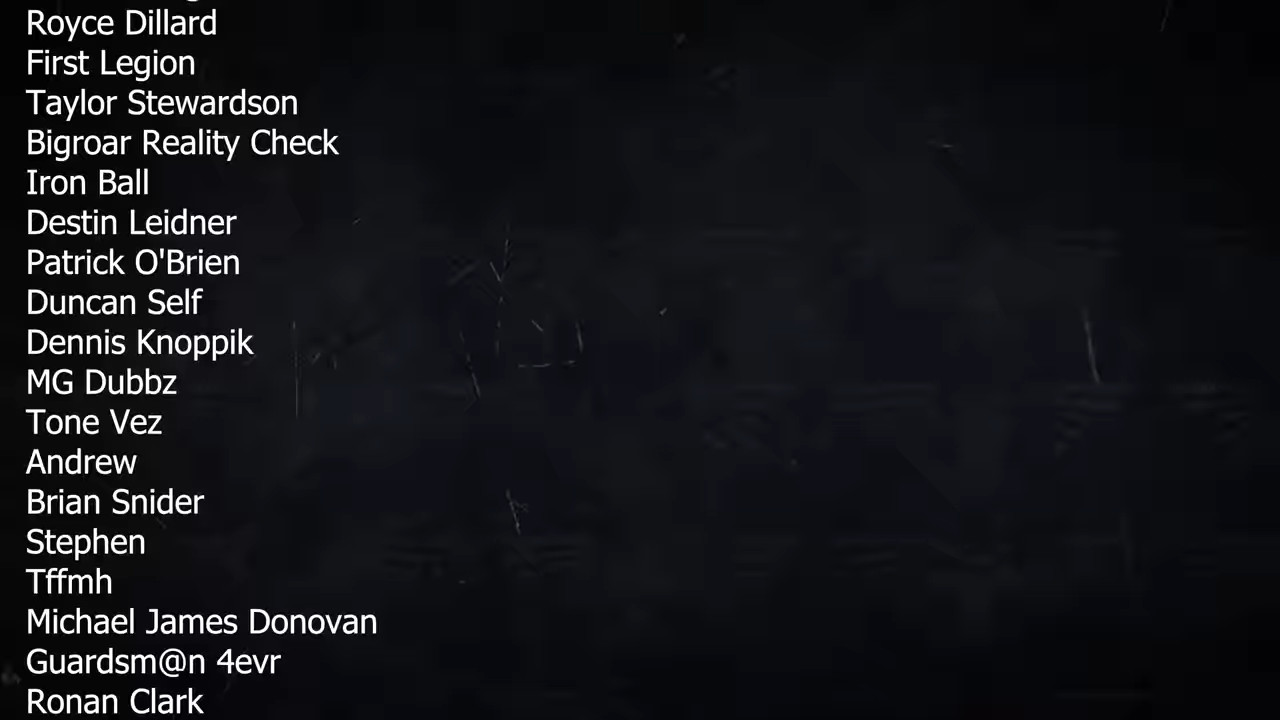 Royce Dillard
First Legion
Taylor Stewardson
Bigroar Reality Check
Iron Ball
Destin Leidner
Patrick O'Brien
Duncan Self
Dennis Knoppik
MG Dubbz
Tone Vez
Andrew
Brian Snider
Stephen
Tffmh
Michael James Donovan
Guardsm@n 4evr
Ronan Clark